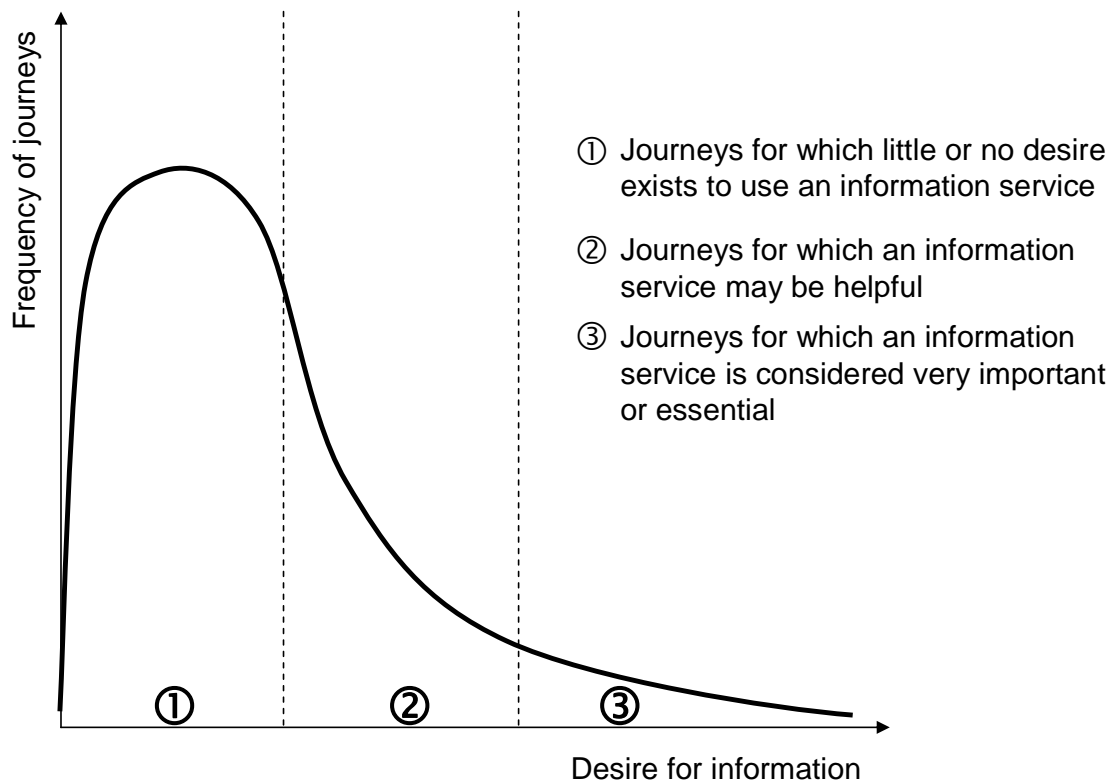 Frequency of journeys
① Journeys for which little or no desire
exists to use an information service
② Journeys for which an information
service may be helpful
③ Journeys for which an information
service is considered very important
or essential
① ② ③
Desire for information